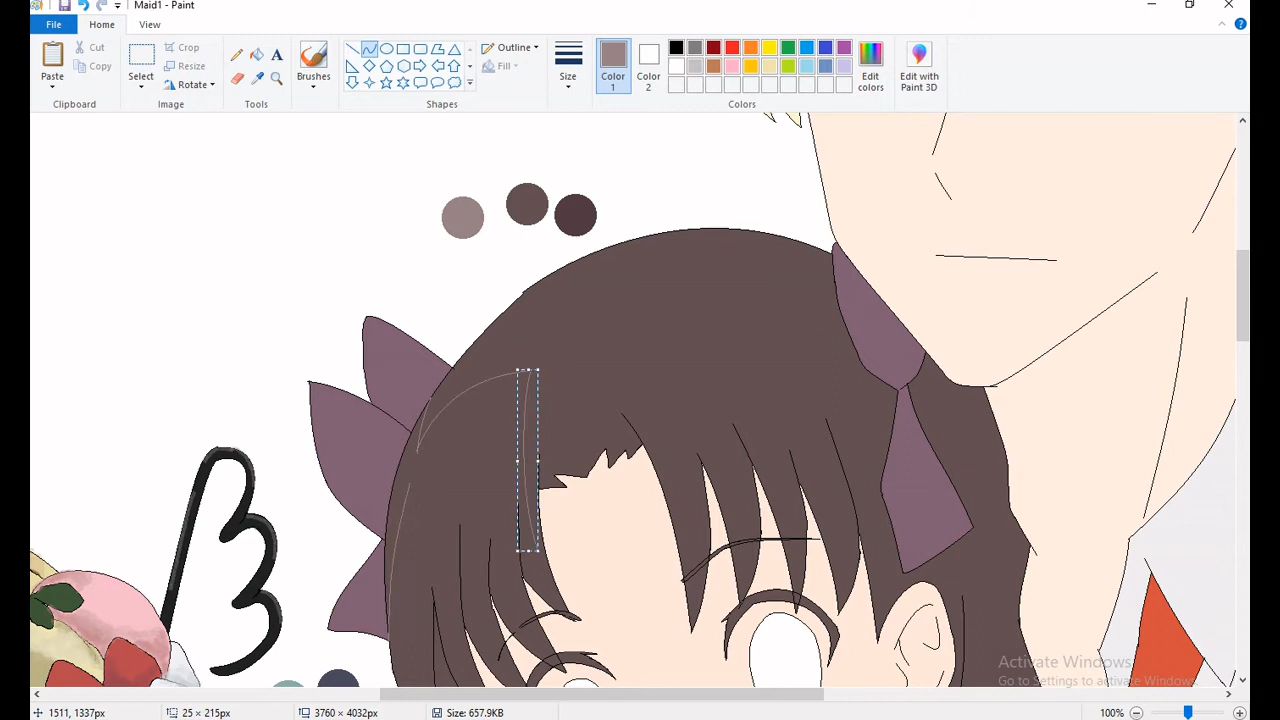 Maid1 - Paint
File
Home
View
Paste
Cut
Copy
Clipboard
Select
Crop
Resize
Rotate
Image
A
Tools
Brushes
Outline
Fill
Shapes
Size
Color
1
Color
2
Edit
colors
Colors
Edit with
Paint 3D
Activate Windows
Go to Settings to activate Windows.
1511, 1337px
25 × 215px
3760 × 4032px
Size: 657.9KB
100%